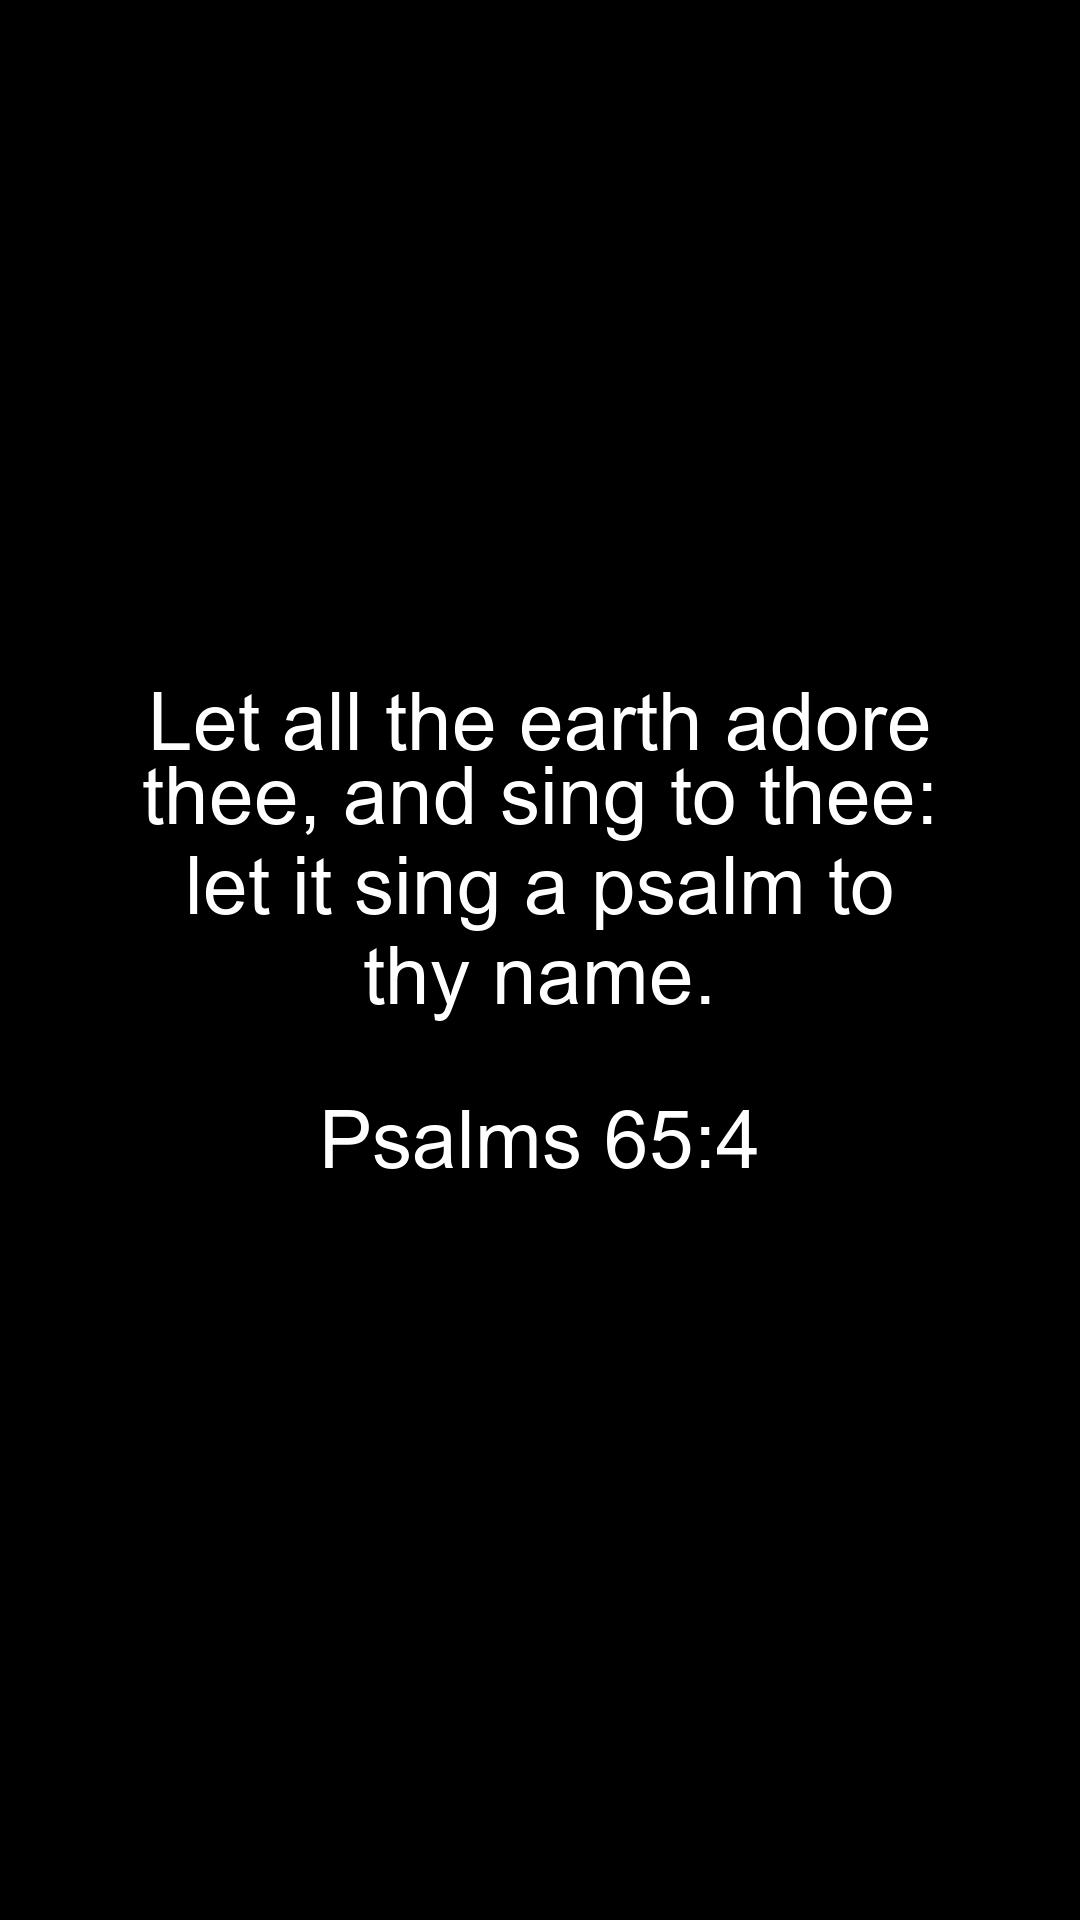 Let all the earth adore
thee, and sing to thee:
let it sing a psalm to
thy name.
Psalms 65:4